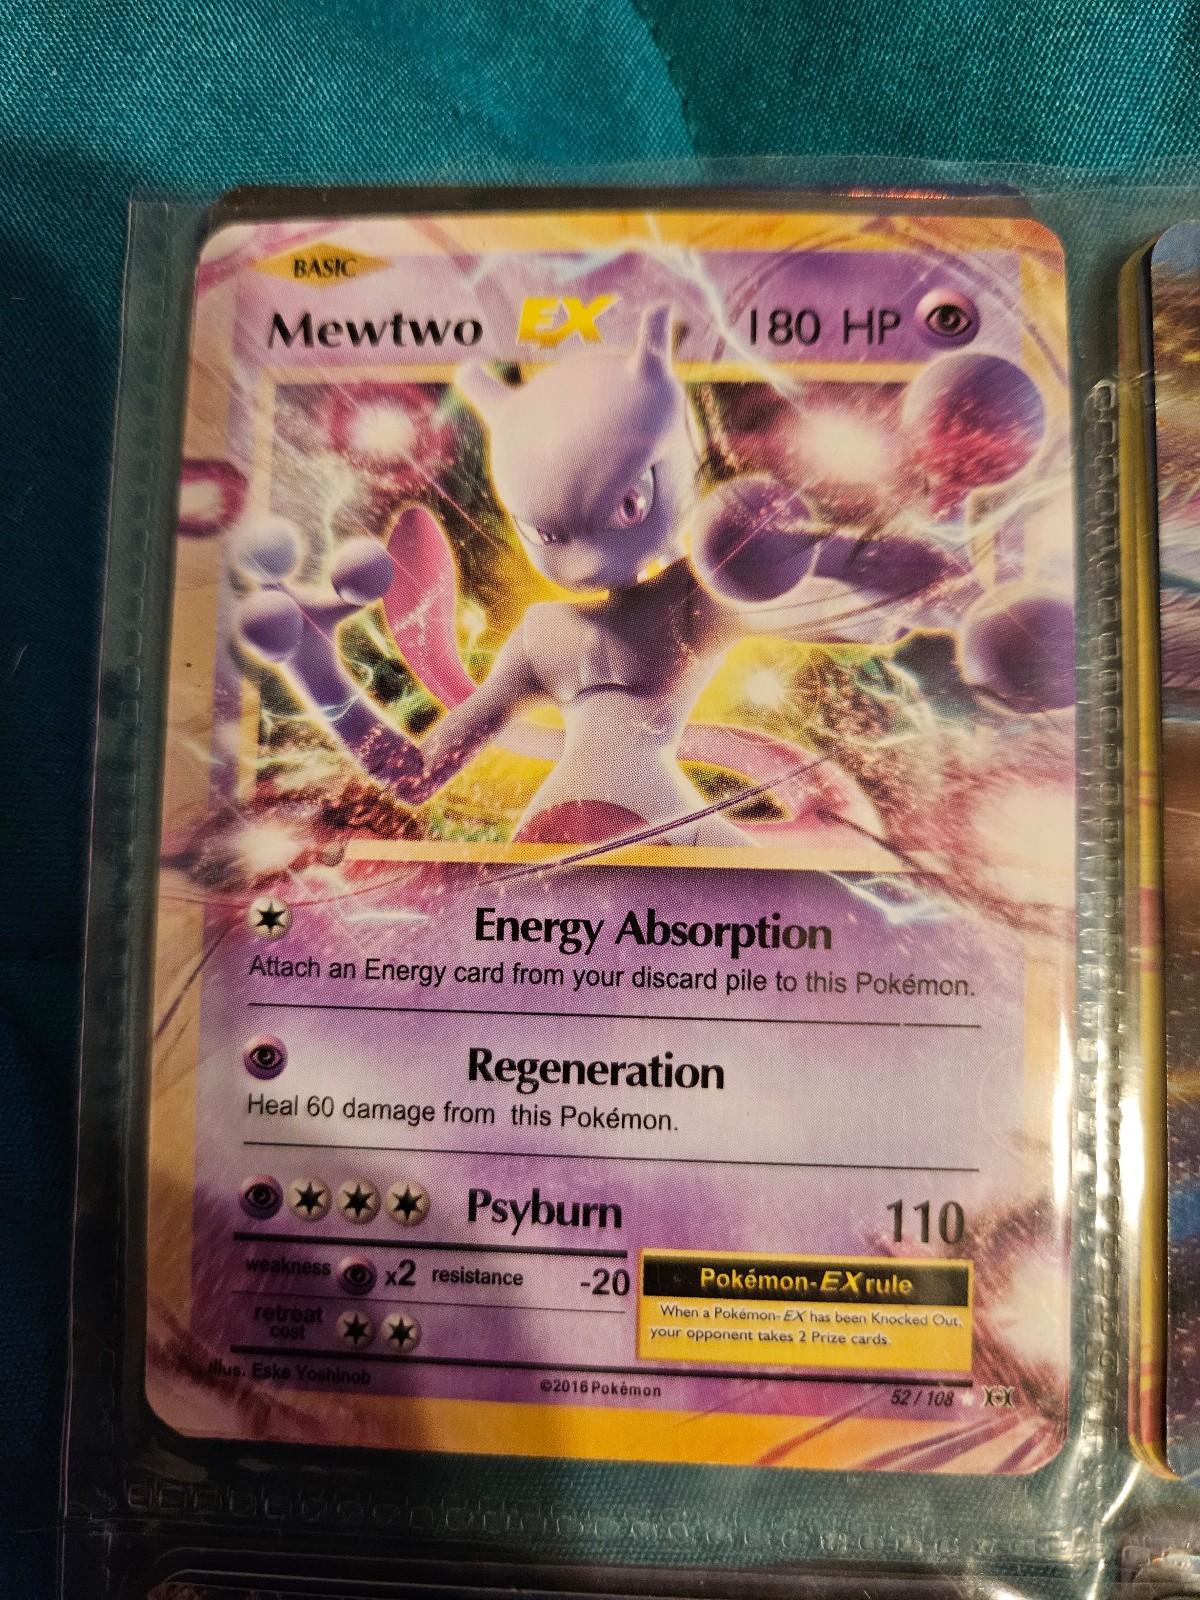 BASIC
Mewtwo EX 180 HP
Energy Absorption
Attach an Energy card from your discard pile to this Pokémon.
Regeneration
Heal 60 damage from this Pokémon.
Psyburn 110
weakness x2 resistance -20
Pokémon-EX rule
When a Pokémon-EX has been Knocked Out,
your opponent takes 2 Prize cards.
retreat
cost
Illus. Eske Yoshinob
©2016 Pokémon
52/108